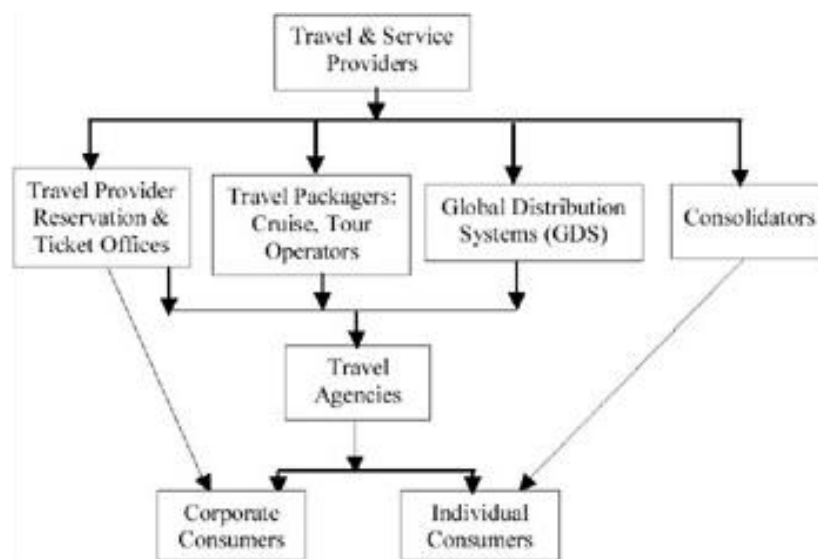 Travel & Service
Providers
Travel Provider
Reservation &
Ticket Offices
Travel Packagers:
Cruise, Tour
Operators
Global Distribution
Systems (GDS)
Consolidators
Travel
Agencies
Corporate
Consumers
Individual
Consumers